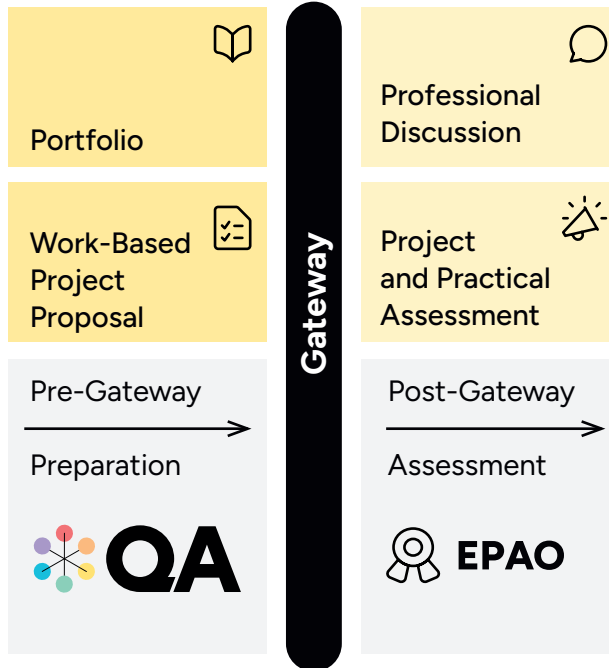 Portfolio
Work-Based
Project
Proposal
Pre-Gateway
Preparation
QA
Gateway
Professional
Discussion
Project
and Practical
Assessment
Post-Gateway
Assessment
EPAO